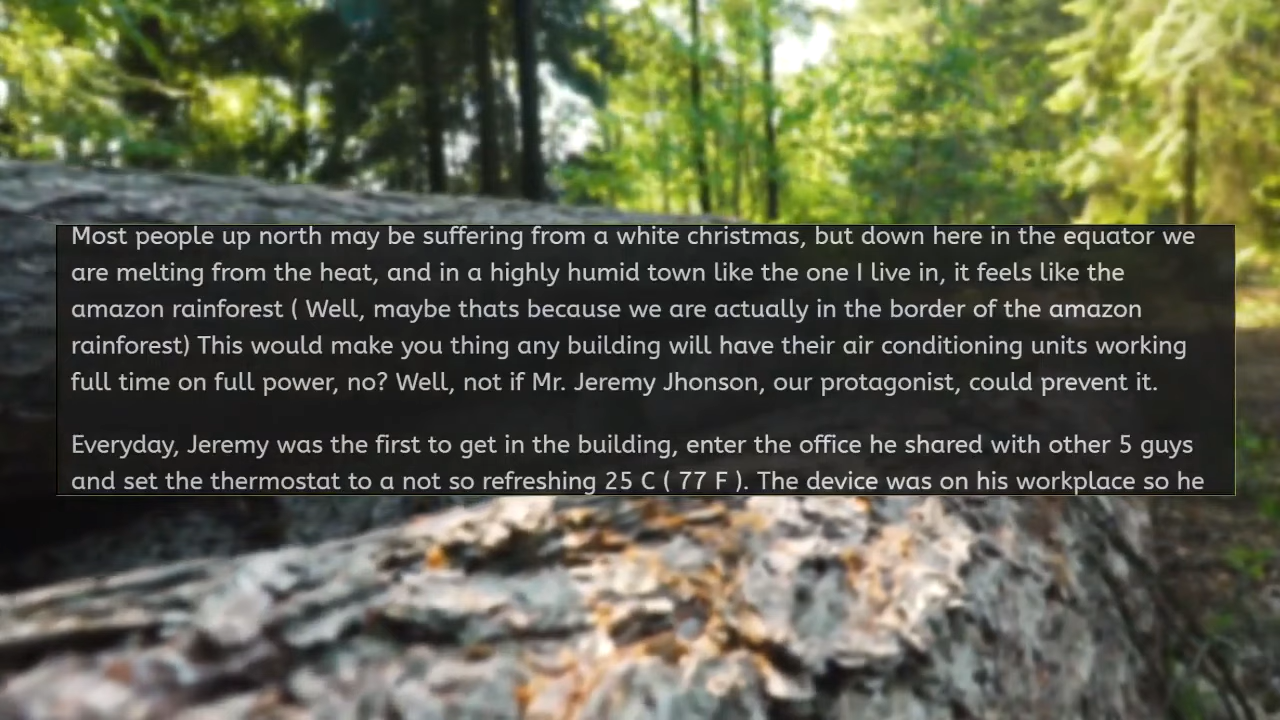 Most people up north may be suffering from a white christmas, but down here in the equator we
are melting from the heat, and in a highly humid town like the one I live in, it feels like the
amazon rainforest ( Well, maybe thats because we are actually in the border of the amazon
rainforest) This would make you thing any building will have their air conditioning units working
full time on full power, no? Well, not if Mr. Jeremy Jhonson, our protagonist, could prevent it.
Everyday, Jeremy was the first to get in the building, enter the office he shared with other 5 guys
and set the thermostat to a not so refreshing 25 C ( 77 F ). The device was on his workplace so he